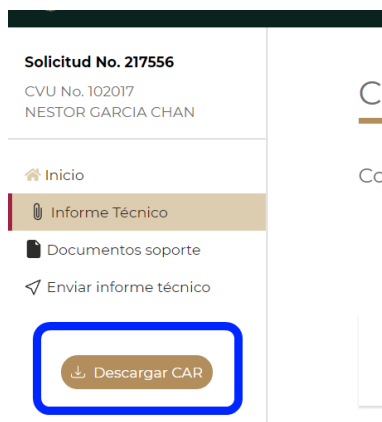 Solicitud No. 217556
CVU No. 102017
NESTOR GARCIA CHAN
Inicio
Informe Técnico
Documentos soporte
Enviar informe técnico
Descargar CAR